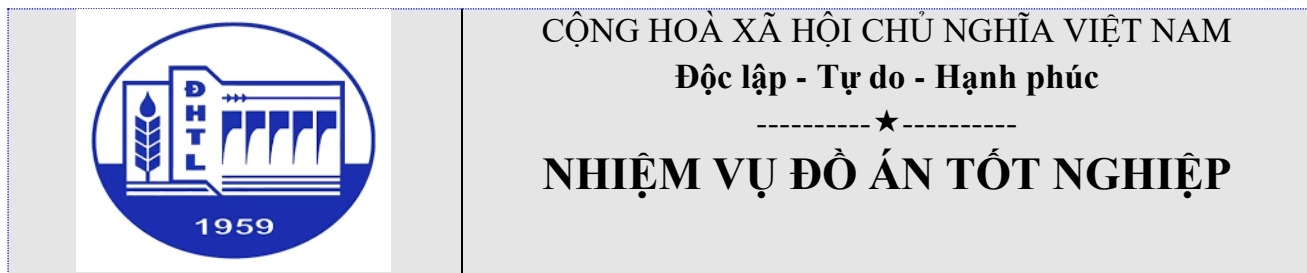 ĐHTL
1959
CỘNG HOÀ XÃ HỘI CHỦ NGHĨA VIỆT NAM
Độc lập - Tự do - Hạnh phúc
----------★----------
NHIỆM VỤ ĐỒ ÁN TỐT NGHIỆP